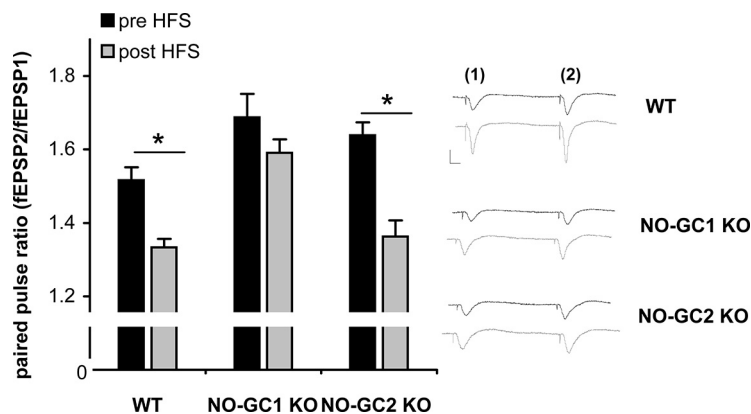 pre HFS
post HFS
paired pulse ratio (fEPSP2/fEPSP1)
1.8
1.6
1.4
1.2
0
*
*
WT
NO-GC1 KO
NO-GC2 KO
(1)
(2)
WT
NO-GC1 KO
NO-GC2 KO